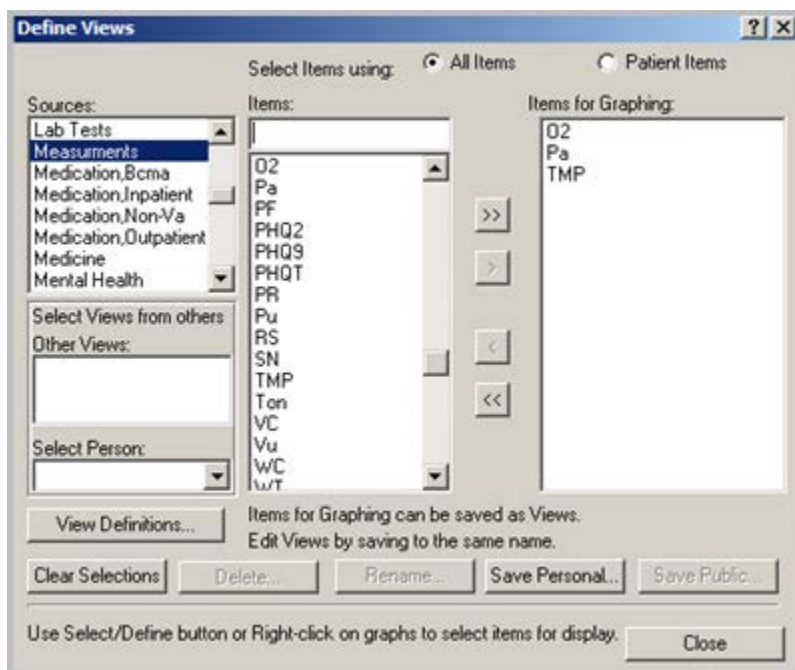 Define Views
Select Items using:
All Items
Patient Items
Sources:
Lab Tests
Measurments
Medication,Bcma
Medication,Inpatient
Medication,Non-Va
Medication,Outpatient
Medicine
Mental Health
Select Views from others
Other Views:
Select Person:
View Definitions...
Items:
O2
Pa
PF
PHQ2
PHQ9
PHQT
PR
Pu
RS
SN
TMP
Ton
VC
Vu
WC
WT
>>
>
<
<<
Items for Graphing:
O2
Pa
TMP
Items for Graphing can be saved as Views.
Edit Views by saving to the same name.
Clear Selections
Delete...
Rename...
Save Personal...
Save Public...
Use Select/Define button or Right-click on graphs to select items for display.
Close